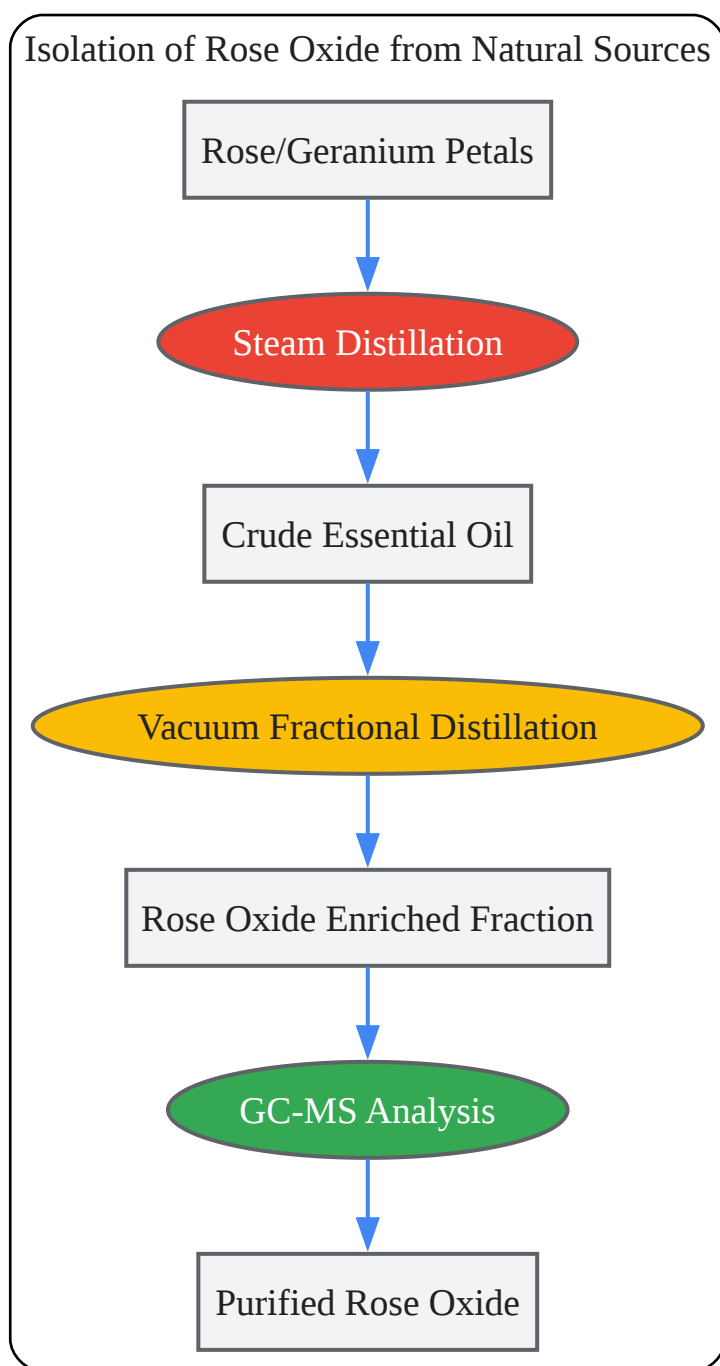 Isolation of Rose Oxide from Natural Sources
Rose/Geranium Petals
Steam Distillation
Crude Essential Oil
Vacuum Fractional Distillation
Rose Oxide Enriched Fraction
GC-MS Analysis
Purified Rose Oxide